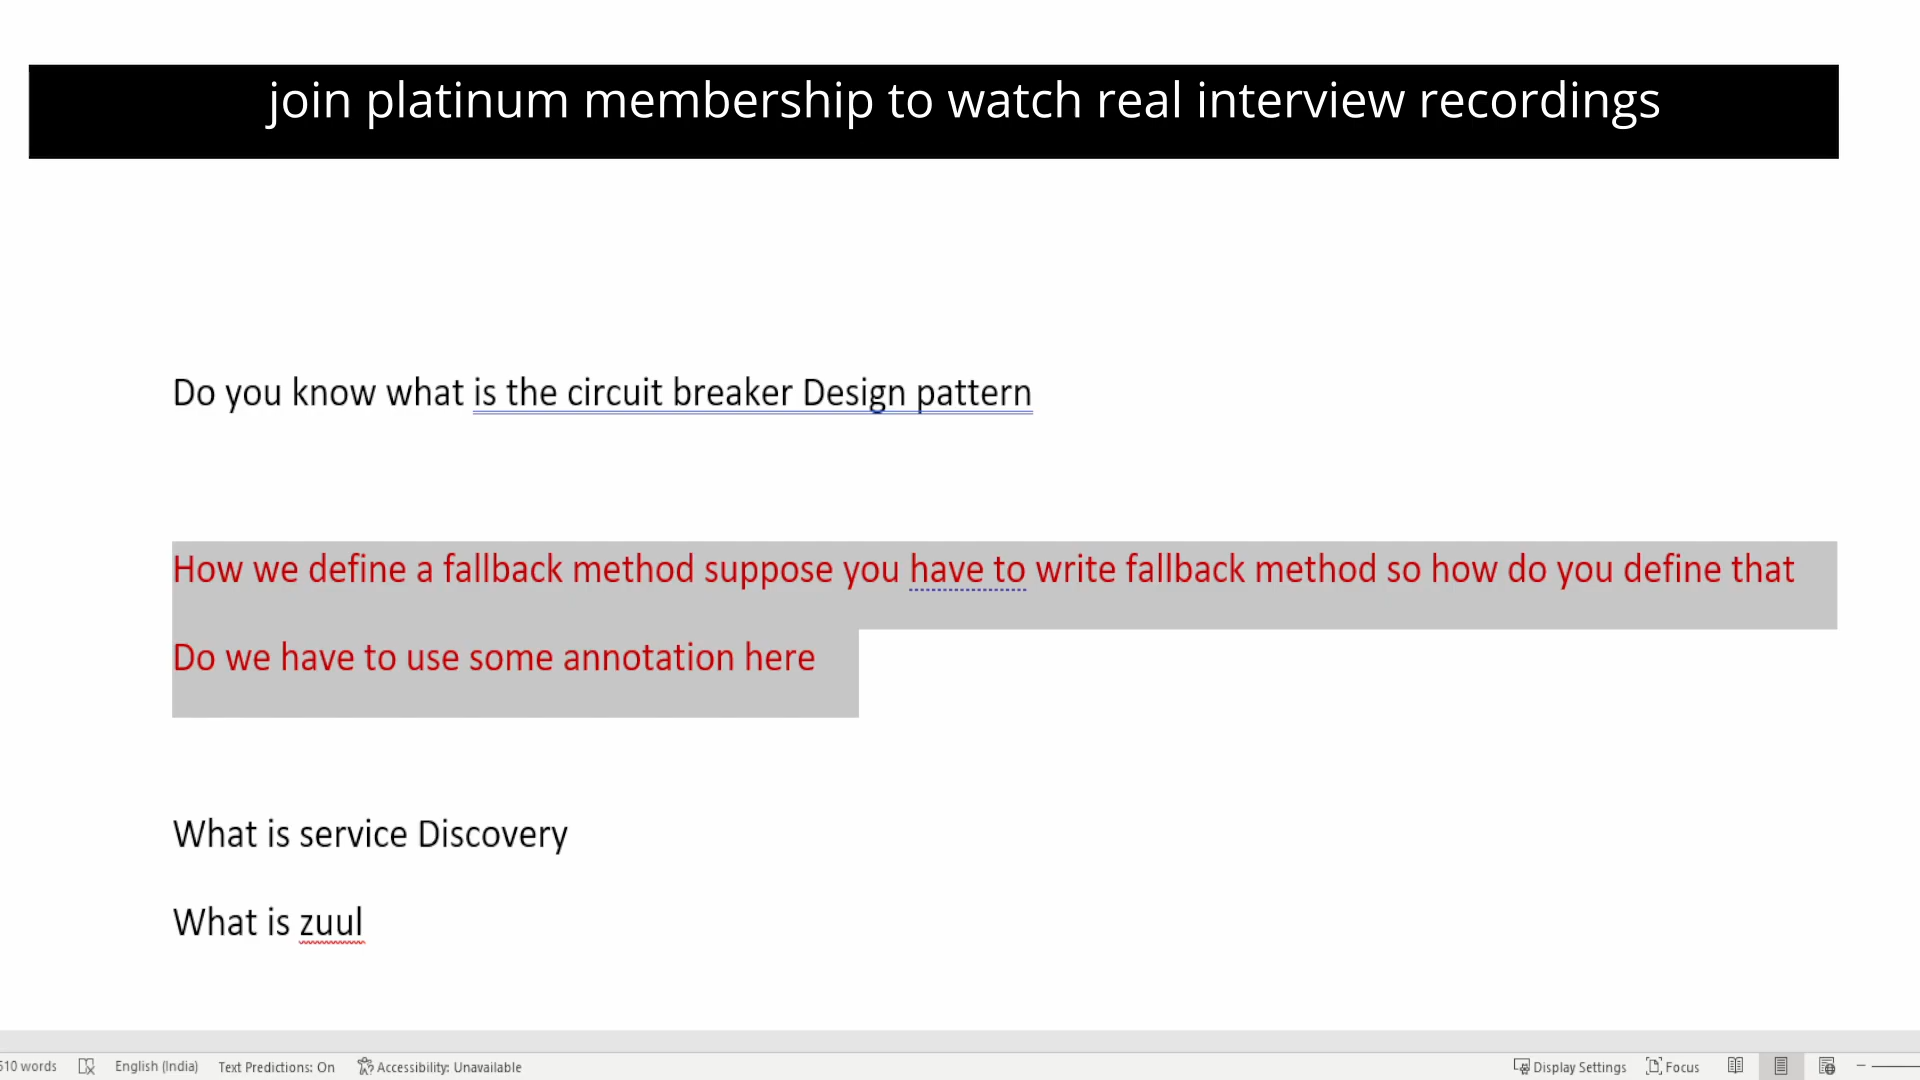 join platinum membership to watch real interview recordings
Do you know what is the circuit breaker Design pattern
How we define a fallback method suppose you have to write fallback method so how do you define that
Do we have to use some annotation here
What is service Discovery
What is zuul
510 words English (India) Text Predictions: On Accessibility: Unavailable Display Settings Focus